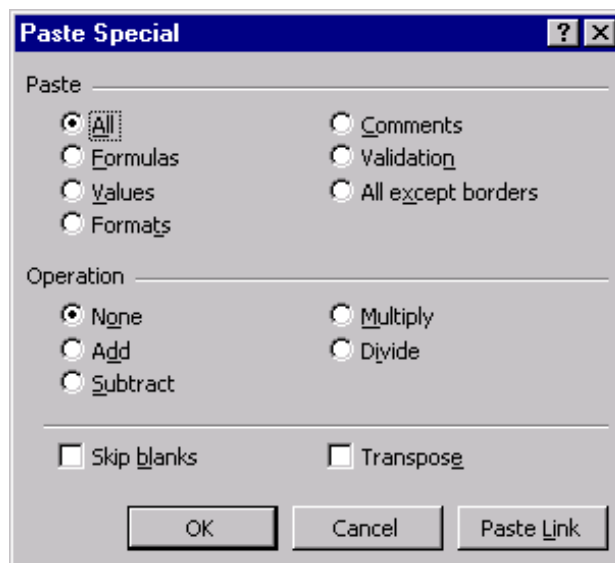 Paste Special
Paste
All
Comments
Formulas
Validation
Values
All except borders
Formats
Operation
None
Multiply
Add
Divide
Subtract
Skip blanks
Transpose
OK
Cancel
Paste Link